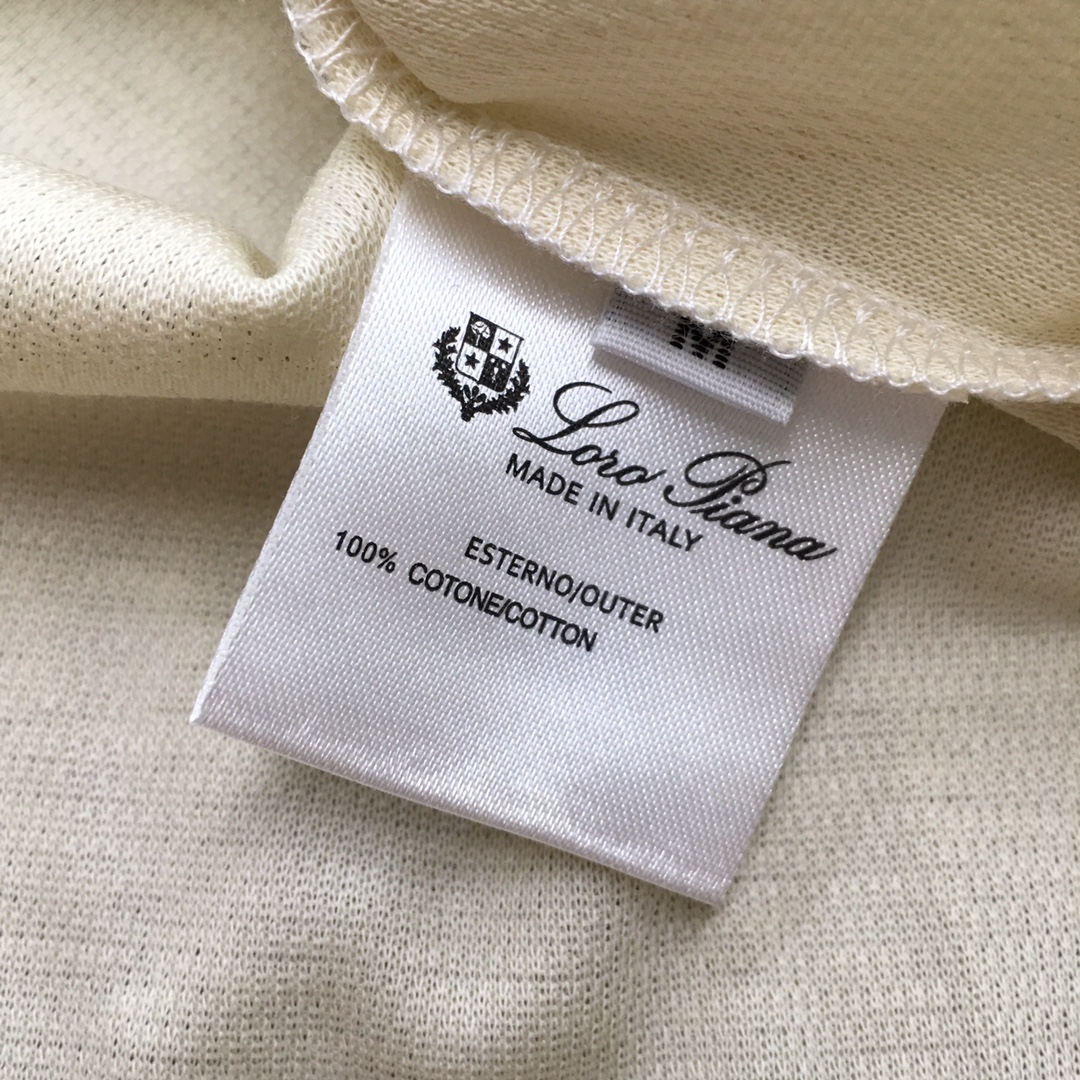 M
Loro Piana
MADE IN ITALY
ESTERNO/OUTER
100% COTONE/COTTON